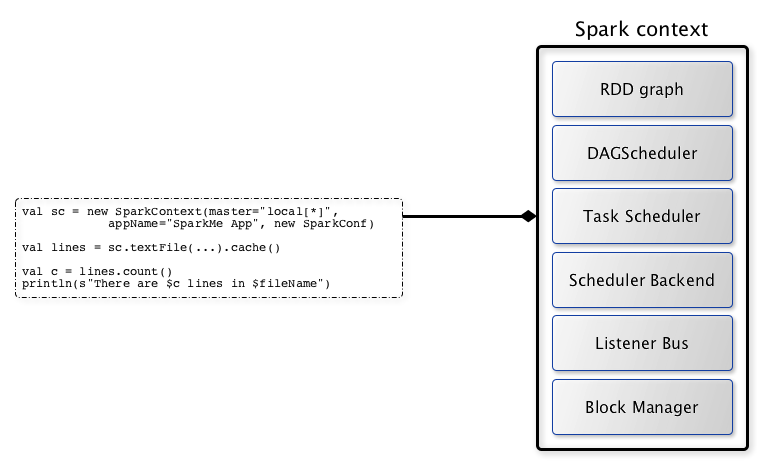 Spark context
RDD graph
DAGScheduler
Task Scheduler
Scheduler Backend
Listener Bus
Block Manager
val sc = new SparkContext(master="local[*]",
appName="SparkMe App", new SparkConf)
val lines = sc.textFile(...).cache()
val c = lines.count()
println(s"There are $c lines in $fileName")